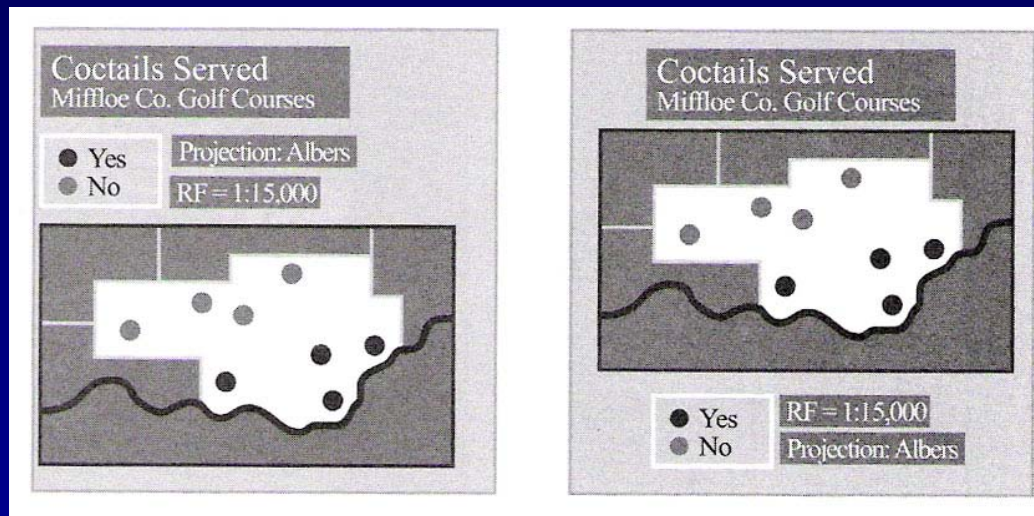 Coctails Served
Miffloe Co. Golf Courses
Yes
No
Projection: Albers
RF = 1:15,000
Coctails Served
Miffloe Co. Golf Courses
Yes
No
RF = 1:15,000
Projection: Albers